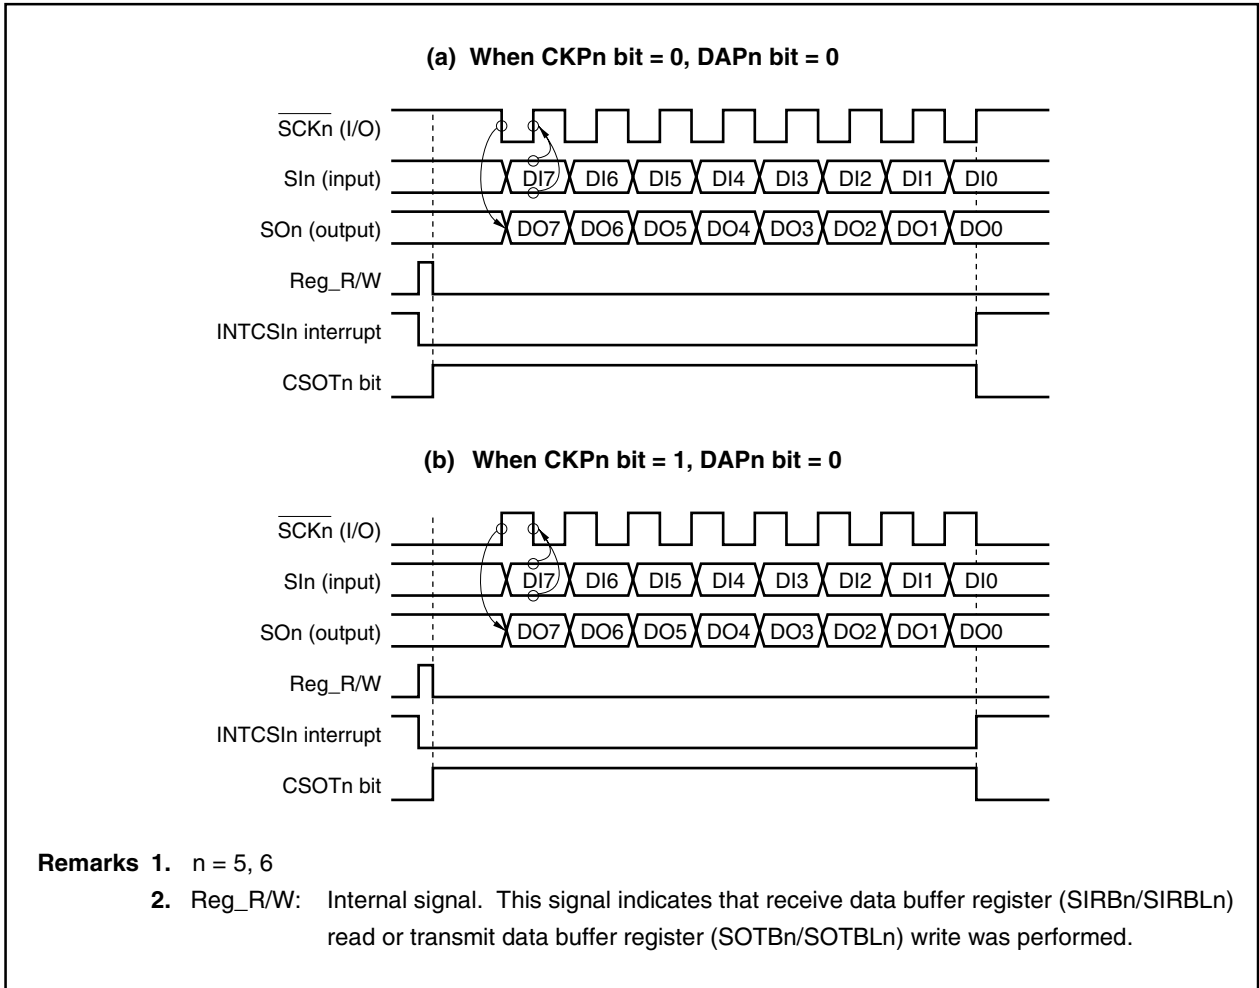 (a) When CKPn bit = 0, DAPn bit = 0
SCKn (I/O)
SIn (input)
DI7 DI6 DI5 DI4 DI3 DI2 DI1 DI0
SOn (output)
DO7 DO6 DO5 DO4 DO3 DO2 DO1 DO0
Reg_R/W
INTCSIn interrupt
CSOTn bit
(b) When CKPn bit = 1, DAPn bit = 0
SCKn (I/O)
SIn (input)
DI7 DI6 DI5 DI4 DI3 DI2 DI1 DI0
SOn (output)
DO7 DO6 DO5 DO4 DO3 DO2 DO1 DO0
Reg_R/W
INTCSIn interrupt
CSOTn bit
Remarks 1. n = 5, 6
2. Reg_R/W: Internal signal. This signal indicates that receive data buffer register (SIRBn/SIRBLn)
read or transmit data buffer register (SOTBn/SOTBLn) write was performed.